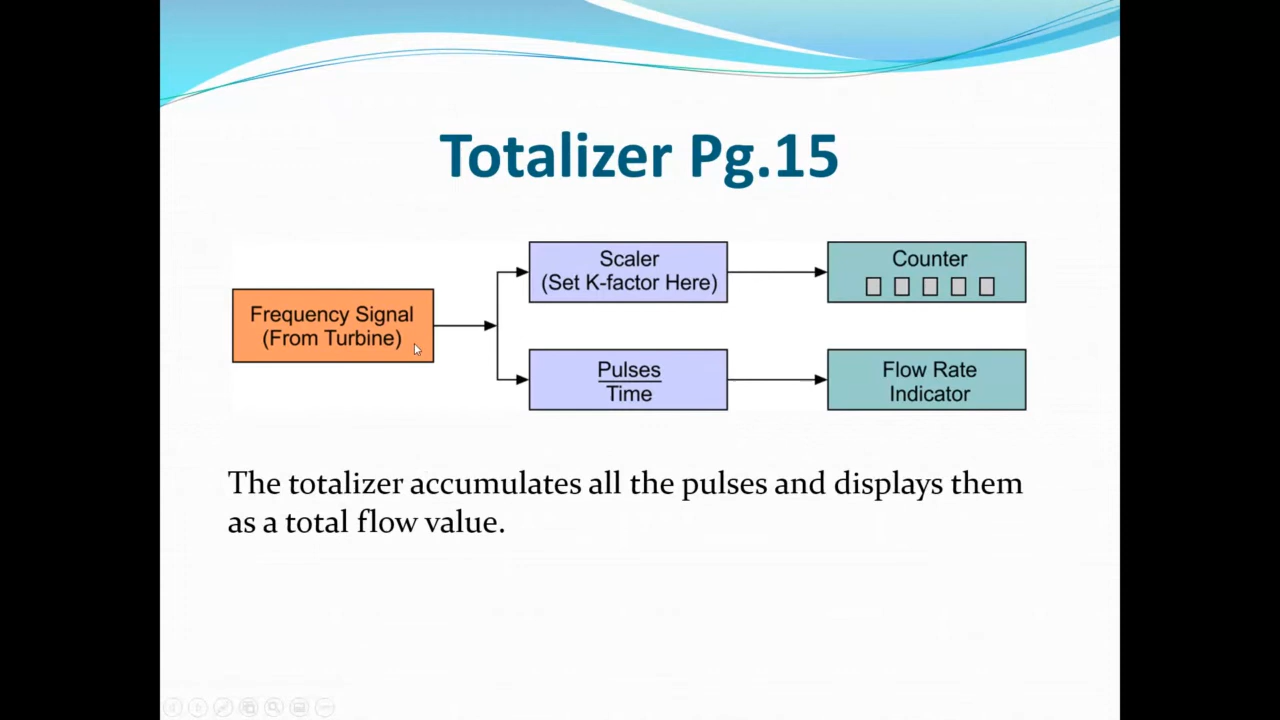 Totalizer Pg.15
Frequency Signal
(From Turbine)
Scaler
(Set K-factor Here)
Counter
Pulses
Time
Flow Rate
Indicator
The totalizer accumulates all the pulses and displays them
as a total flow value.